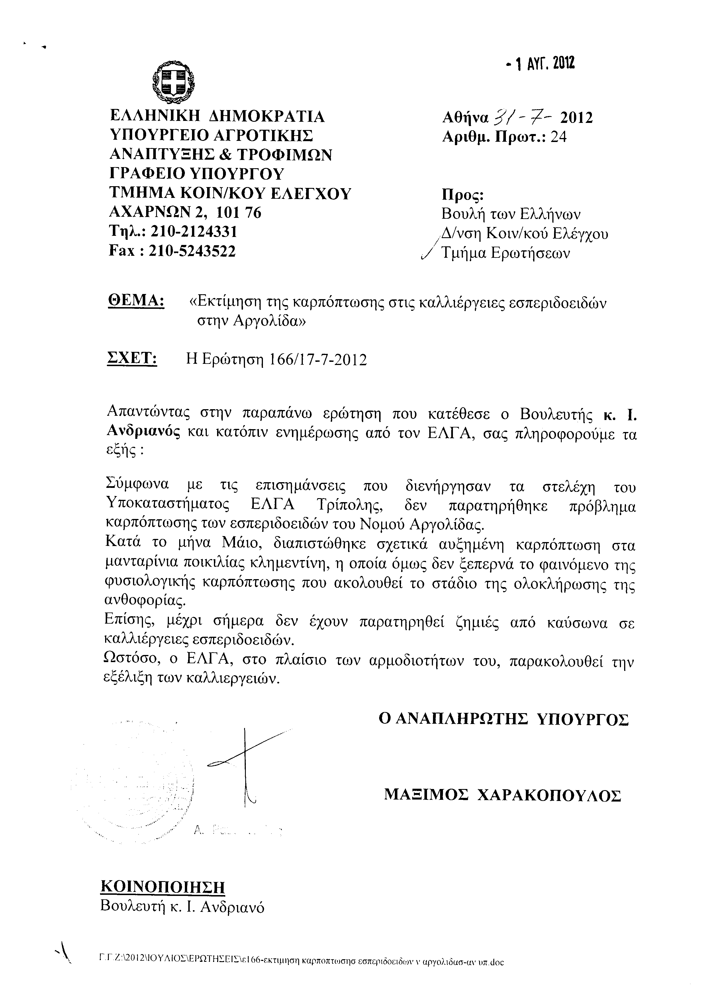 - 1 ΑΥΓ. 2012
ΕΛΛΗΝΙΚΗ ΔΗΜΟΚΡΑΤΙΑ
ΥΠΟΥΡΓΕΙΟ ΑΓΡΟΤΙΚΗΣ
ΑΝΑΠΤΥΞΗΣ & ΤΡΟΦΙΜΩΝ
ΓΡΑΦΕΙΟ ΥΠΟΥΡΓΟΥ
ΤΜΗΜΑ ΚΟΙΝ/ΚΟΥ ΕΛΕΓΧΟΥ
ΑΧΑΡΝΩΝ 2, 101 76
Τηλ.: 210-2124331
Fax : 210-5243522
Αθήνα 31 - 7 - 2012
Αριθμ. Πρωτ.: 24
Προς:
Βουλή των Ελλήνων
Δ/νση Κοιν/κού Ελέγχου
Τμήμα Ερωτήσεων
ΘΕΜΑ: «Εκτίμηση της καρπόπτωσης στις καλλιέργειες εσπεριδοειδών
στην Αργολίδα»
ΣΧΕΤ: Η Ερώτηση 166/17-7-2012
Απαντώντας στην παραπάνω ερώτηση που κατέθεσε ο Βουλευτής κ. Ι.
Ανδριανός και κατόπιν ενημέρωσης από τον ΕΛΓΑ, σας πληροφορούμε τα
εξής :
Σύμφωνα με τις επισημάνσεις που διενήργησαν τα στελέχη του
Υποκαταστήματος ΕΛΓΑ Τρίπολης, δεν παρατηρήθηκε πρόβλημα
καρπόπτωσης των εσπεριδοειδών του Νομού Αργολίδας.
Κατά το μήνα Μάιο, διαπιστώθηκε σχετικά αυξημένη καρπόπτωση στα
μανταρίνια ποικιλίας κλημεντίνη, η οποία όμως δεν ξεπερνά το φαινόμενο της
φυσιολογικής καρπόπτωσης που ακολουθεί το στάδιο της ολοκλήρωσης της
ανθοφορίας.
Επίσης, μέχρι σήμερα δεν έχουν παρατηρηθεί ζημιές από καύσωνα σε
καλλιέργειες εσπεριδοειδών.
Ωστόσο, ο ΕΛΓΑ, στο πλαίσιο των αρμοδιοτήτων του, παρακολουθεί την
εξέλιξη των καλλιεργειών.
Ο ΑΝΑΠΛΗΡΩΤΗΣ ΥΠΟΥΡΓΟΣ
ΜΑΞΙΜΟΣ ΧΑΡΑΚΟΠΟΥΛΟΣ
Α.
ΚΟΙΝΟΠΟΙΗΣΗ
Βουλευτή κ. Ι. Ανδριανό
Γ.Γ.Ζ:\2012\ΙΟΥΛΙΟΣ\ΕΡΩΤΗΣΕΙΣ\ε166-εκτιμηση καρποπτωσησ εσπεριδοειδων ν αργολιδασ-αν υπ.doc